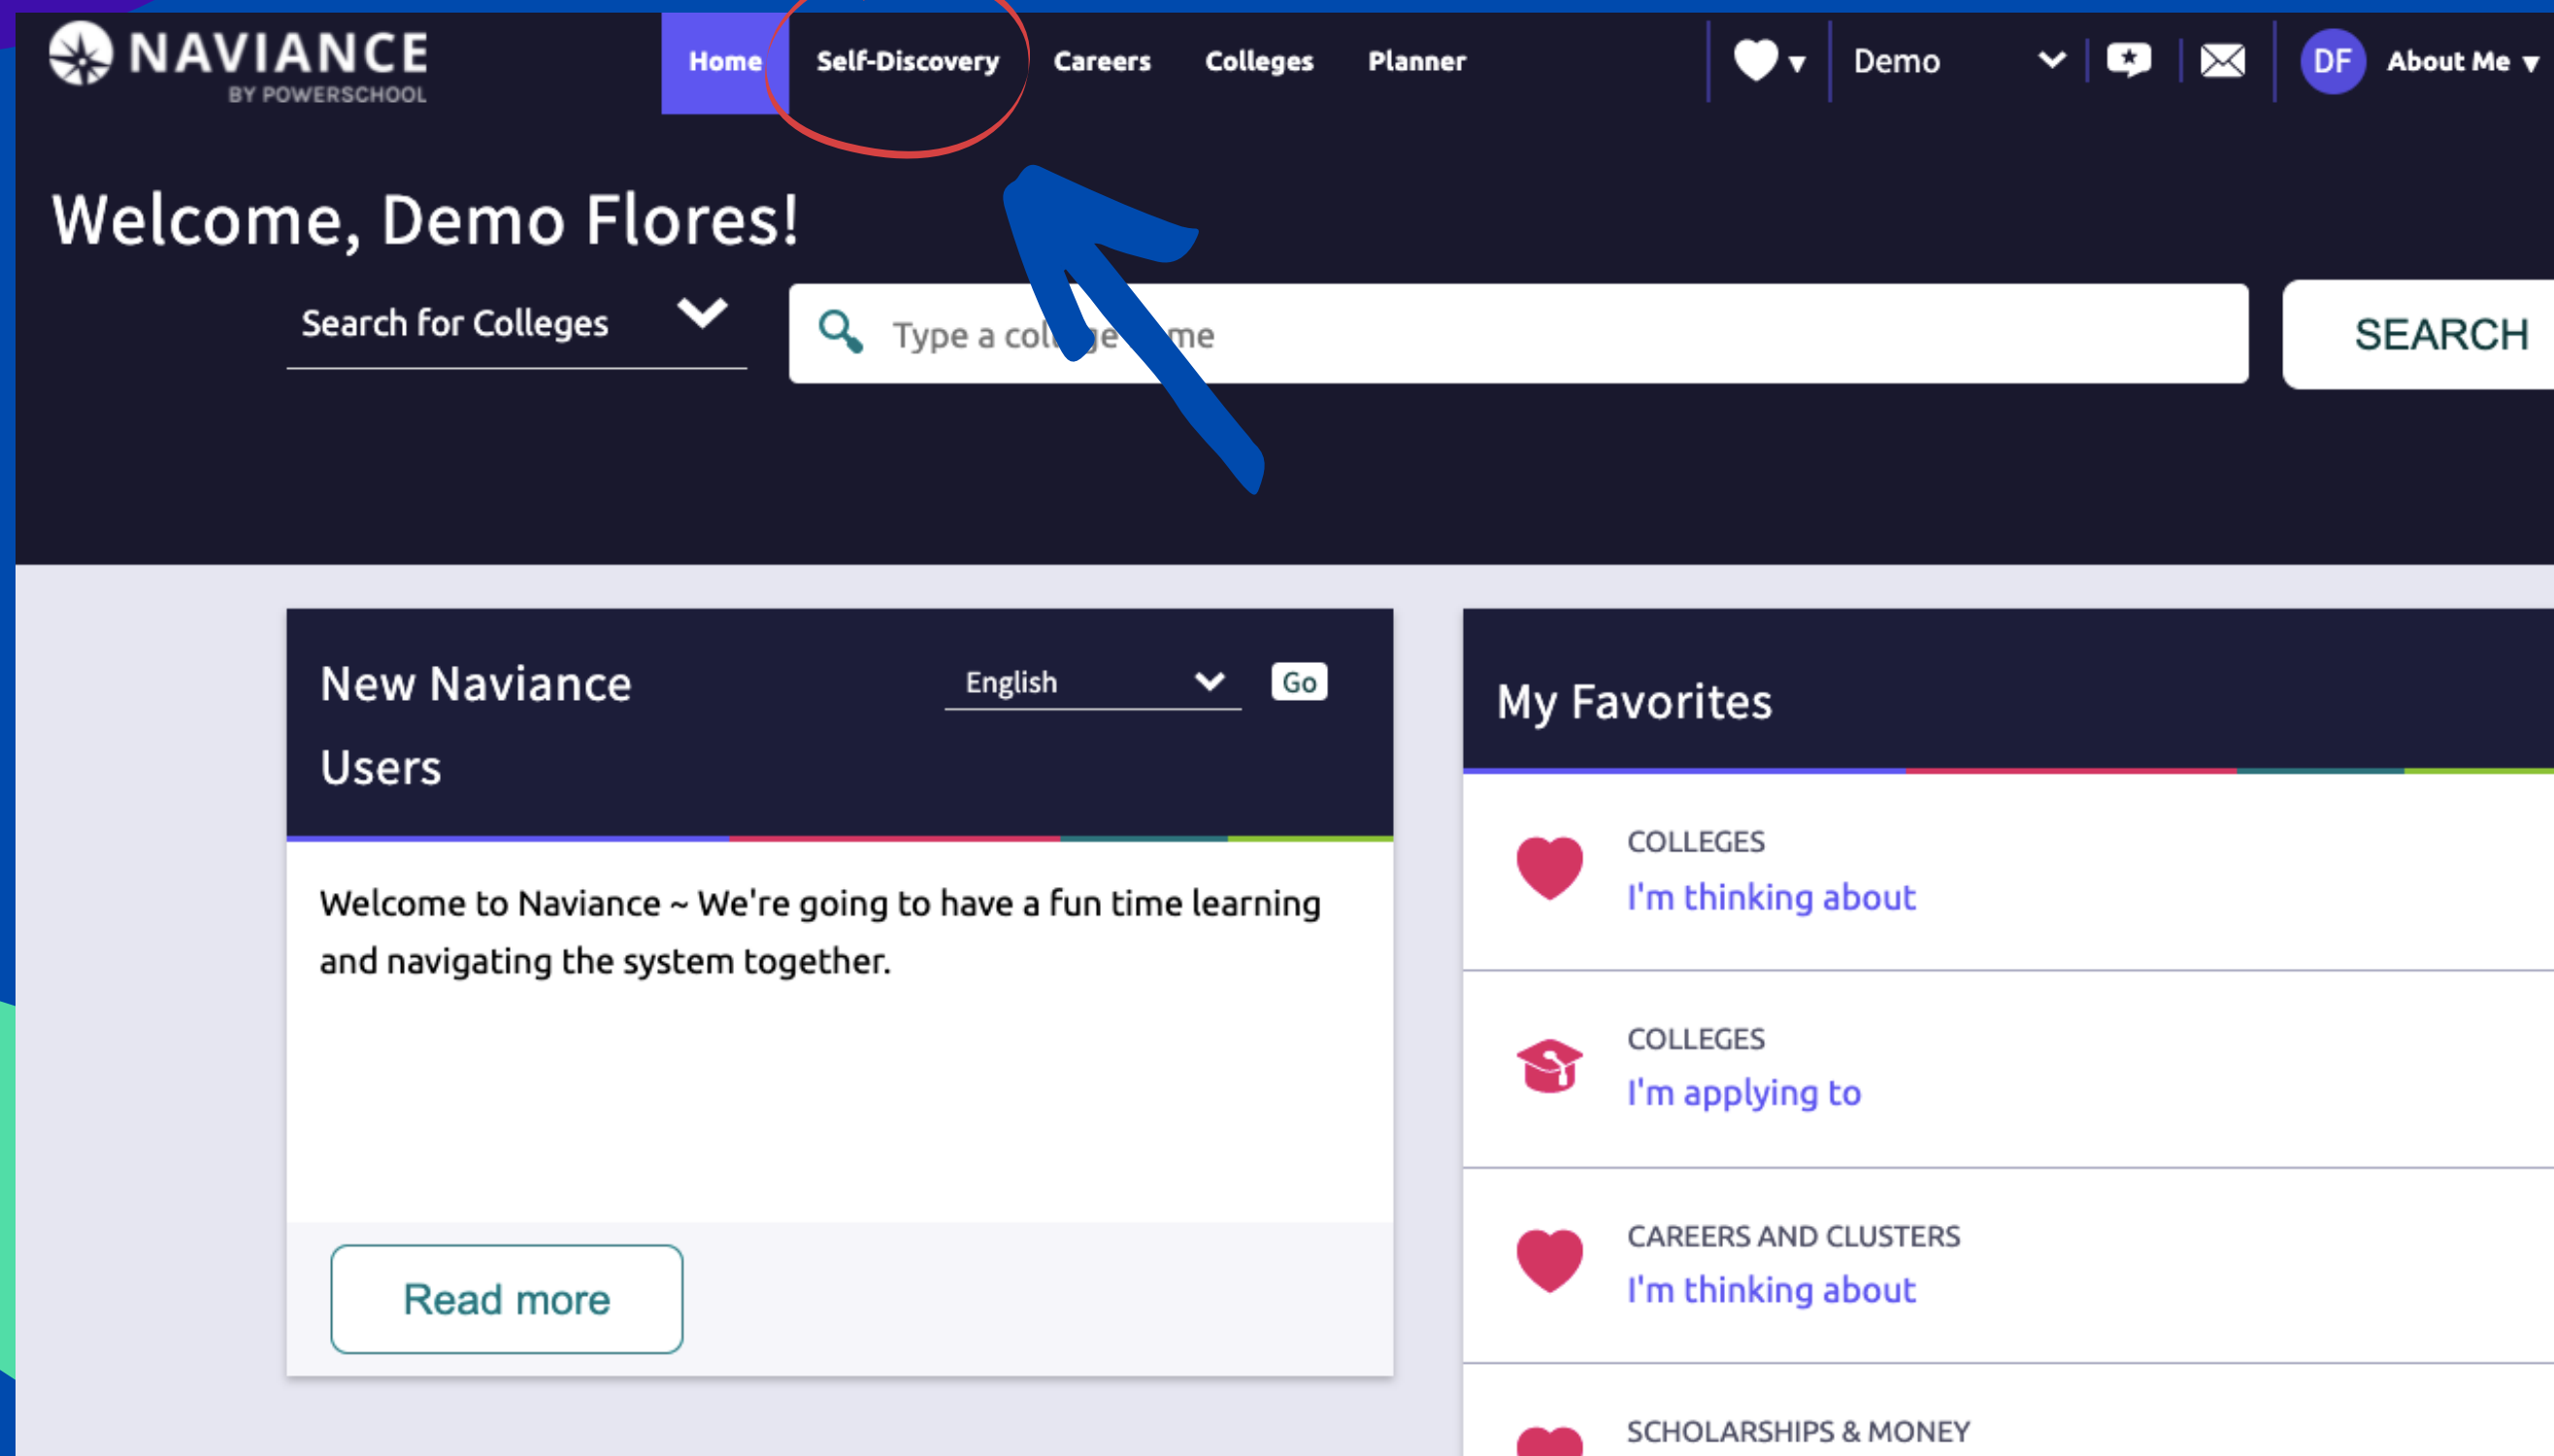 NAVIANCE
BY POWERSCHOOL
Home Self-Discovery Careers Colleges Planner
Demo
DF About Me
Welcome, Demo Flores!
Search for Colleges
Type a
SEARCH
New Naviance
Users
English
Go
Welcome to Naviance ~ We're going to have a fun time learning
and navigating the system together.
Read more
My Favorites
COLLEGES
I'm thinking about
COLLEGES
I'm applying to
CAREERS AND CLUSTERS
I'm thinking about
SCHOLARSHIPS & MONEY